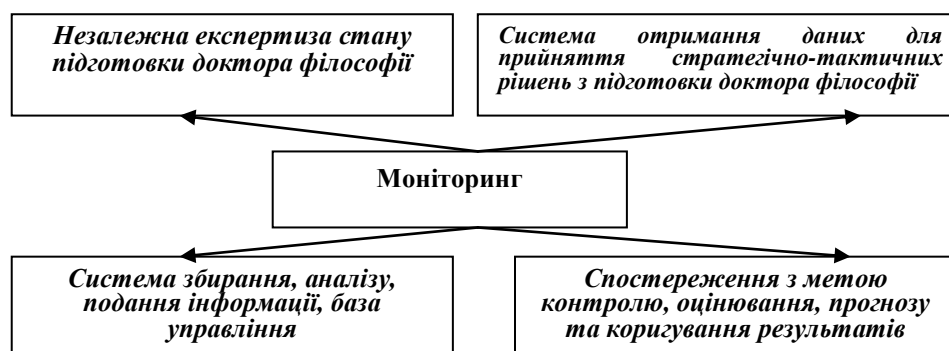 Незалежна експертиза стану
підготовки доктора філософії
Система отримання даних для
прийняття стратегічно-тактичних
рішень з підготовки доктора філософії
Моніторинг
Система збирання, аналізу,
подання інформації, база
управління
Спостереження з метою
контролю, оцінювання, прогнозу
та коригування результатів